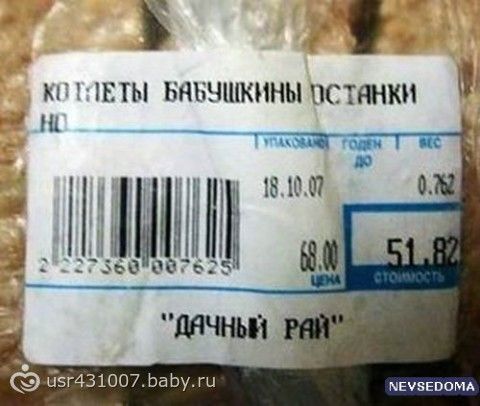 КОТЛЕТЫ БАБУШКИНЫ ОСТАНКИ
НО
УПАКОВАНО ГОДЕН ДО ВЕС
18.10.07 0.762
68.00 51.82
ЦЕНА СТОИМОСТЬ
2 227360 007625
"ДАЧНЫЙ РАЙ"
usr431007.baby.ru
NEVSEDOMA